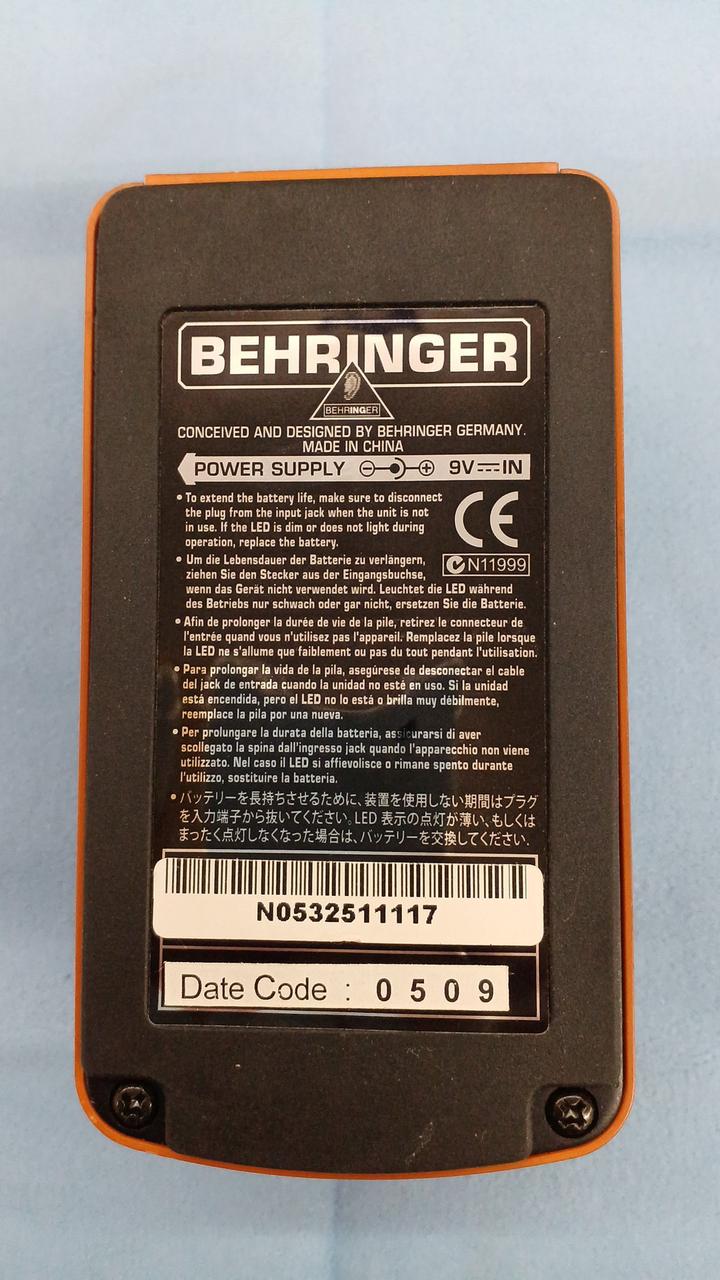 BEHRINGER
BEHRINGER
CONCEIVED AND DESIGNED BY BEHRINGER GERMANY.
MADE IN CHINA
POWER SUPPLY 9V IN
• To extend the battery life, make sure to disconnect
the plug from the input jack when the unit is not
in use. If the LED is dim or does not light during
operation, replace the battery.
CE
N11999
• Um die Lebensdauer der Batterie zu verlängern,
ziehen Sie den Stecker aus der Eingangsbuchse,
wenn das Gerät nicht verwendet wird. Leuchtet die LED während
des Betriebs nur schwach oder gar nicht, ersetzen Sie die Batterie.
• Afin de prolonger la durée de vie de la pile, retirez le connecteur de
l'entrée quand vous n'utilisez pas l'appareil. Remplacez la pile lorsque
la LED ne s'allume que faiblement ou pas du tout pendant l'utilisation.
• Para prolongar la vida de la pila, asegúrese de desconectar el cable
del jack de entrada cuando la unidad no esté en uso. Si la unidad
está encendida, pero el LED no lo está o brilla muy débilmente,
reemplace la pila por una nueva.
• Per prolungare la durata della batteria, assicurarsi di aver
scollegato la spina dall'ingresso jack quando l'apparecchio non viene
utilizzato. Nel caso il LED si affievolisce o rimane spento durante
l'utilizzo, sostituire la batteria.
• バッテリーを長持ちさせるために、装置を使用しない期間はプラグ
を入力端子から抜いてください。LED 表示の点灯が薄い、もしくは
まったく点灯しなくなった場合は、バッテリーを交換してください.
N0532511117
Date Code : 0509